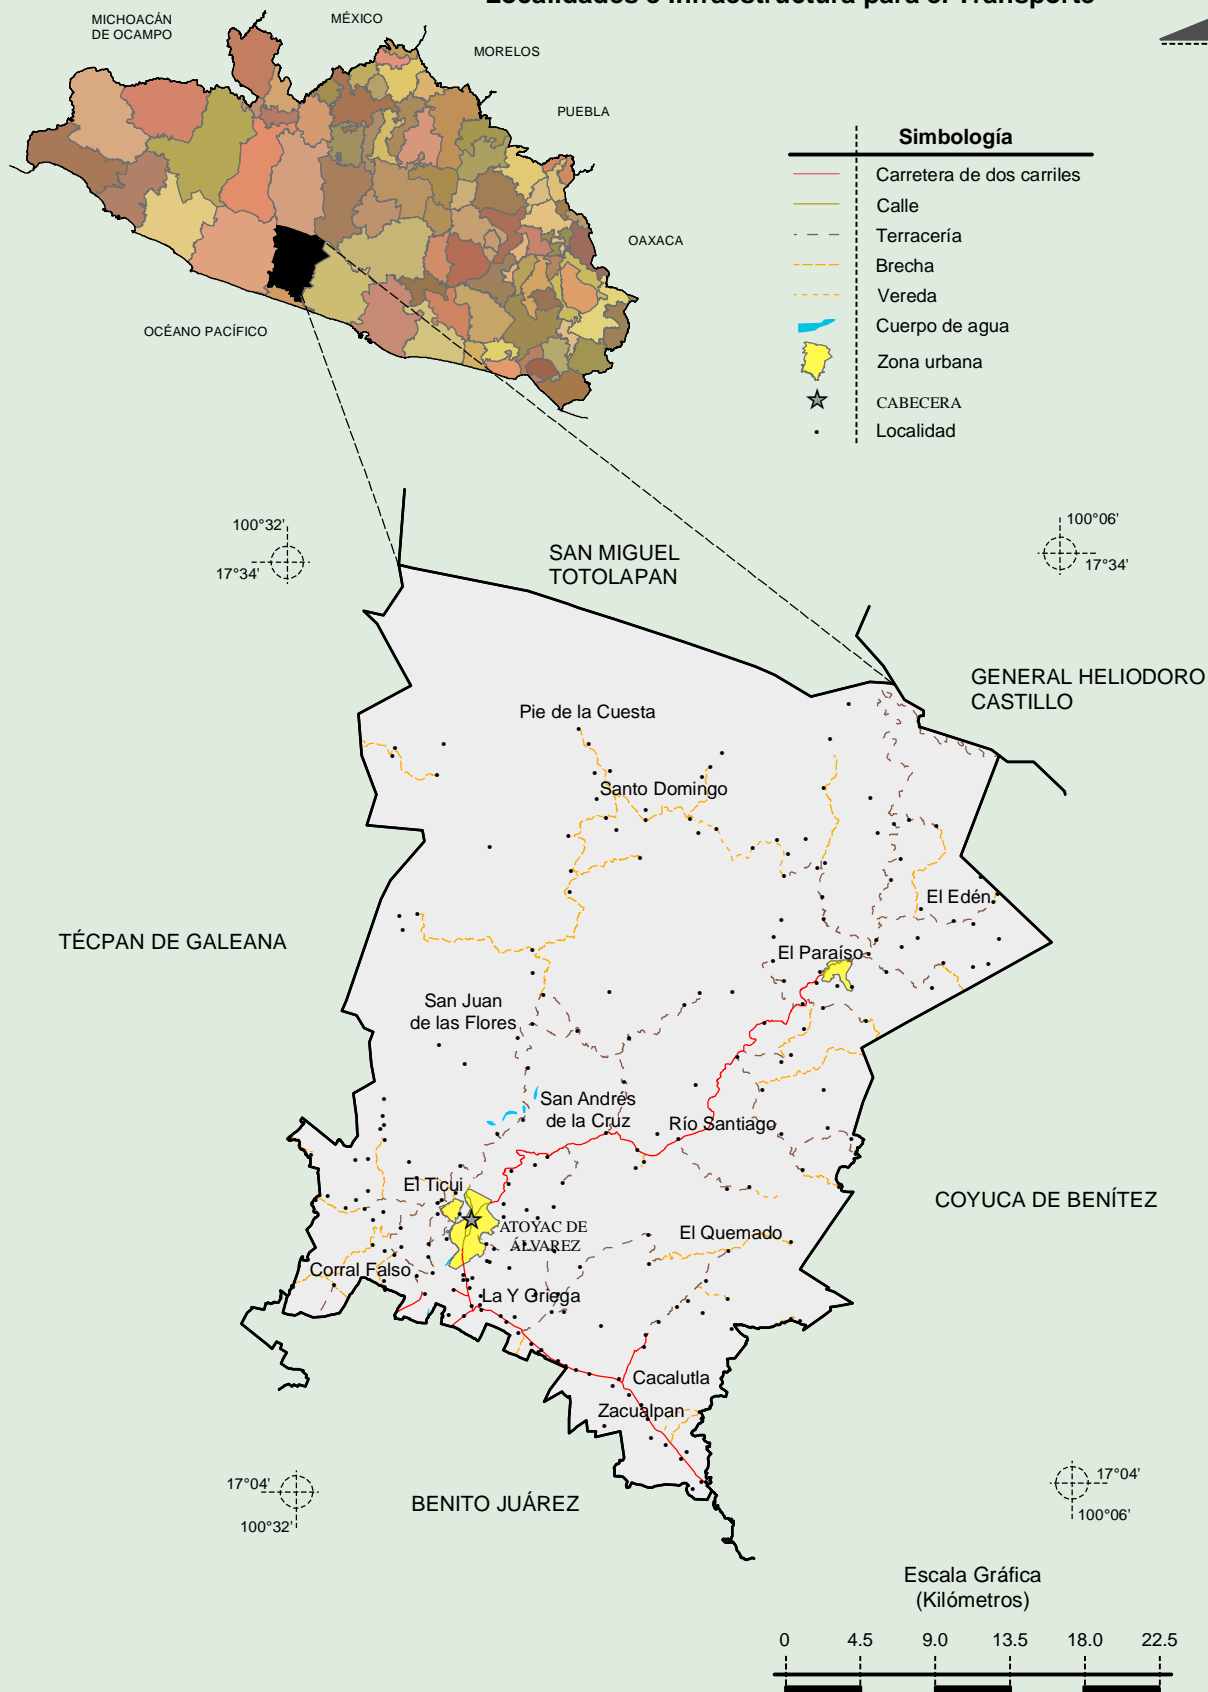 Localidades e Infraestructura para el Transporte
MICHOACÁN
DE OCAMPO
MÉXICO
MORELOS
PUEBLA
OAXACA
OCÉANO PACÍFICO
Simbología
Carretera de dos carriles
Calle
Terracería
Brecha
Vereda
Cuerpo de agua
Zona urbana
CABECERA
Localidad
100°32'
17°34'
100°06'
17°34'
SAN MIGUEL
TOTOLAPAN
GENERAL HELIODORO
CASTILLO
Pie de la Cuesta
Santo Domingo
El Edén
TÉCPAN DE GALEANA
El Paraíso
San Juan
de las Flores
San Andrés
de la Cruz
Río Santiago
El Ticui
COYUCA DE BENÍTEZ
ATOYAC DE
ÁLVAREZ
El Quemado
Corral Falso
La Y Griega
Cacalutla
Zacualpan
17°04'
100°32'
BENITO JUÁREZ
17°04'
100°06'
Escala Gráfica
(Kilómetros)
0 4.5 9.0 13.5 18.0 22.5